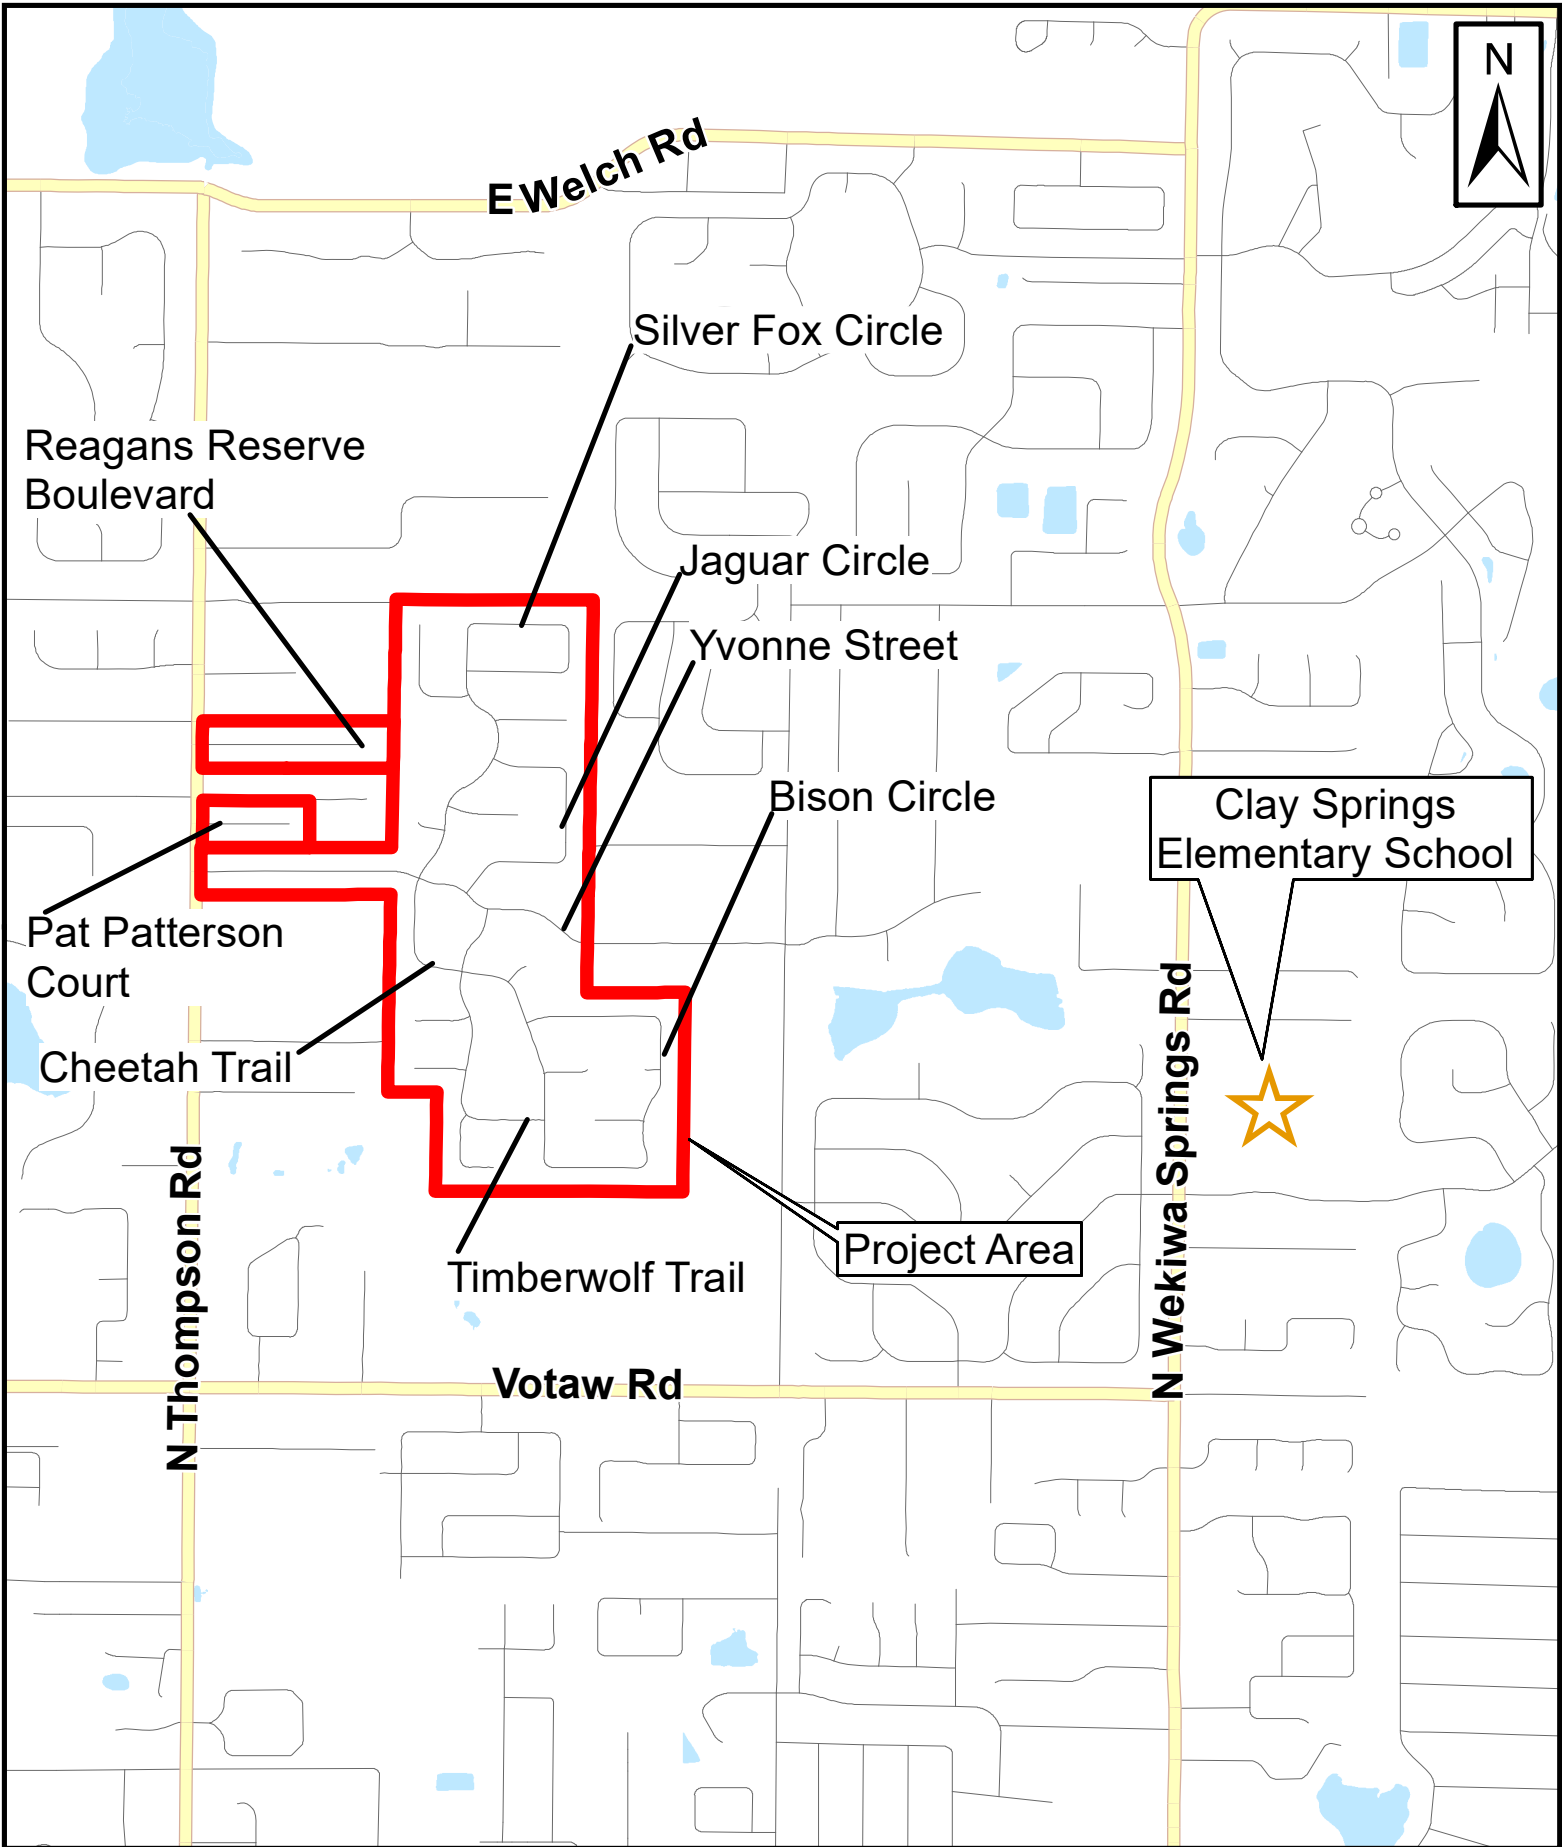 N
E Welch Rd
Silver Fox Circle
Reagans Reserve
Boulevard
Jaguar Circle
Yvonne Street
Bison Circle
Clay Springs
Elementary School
Pat Patterson
Court
Cheetah Trail
N Wekiwa Springs Rd
N Thompson Rd
Project Area
Timberwolf Trail
Votaw Rd